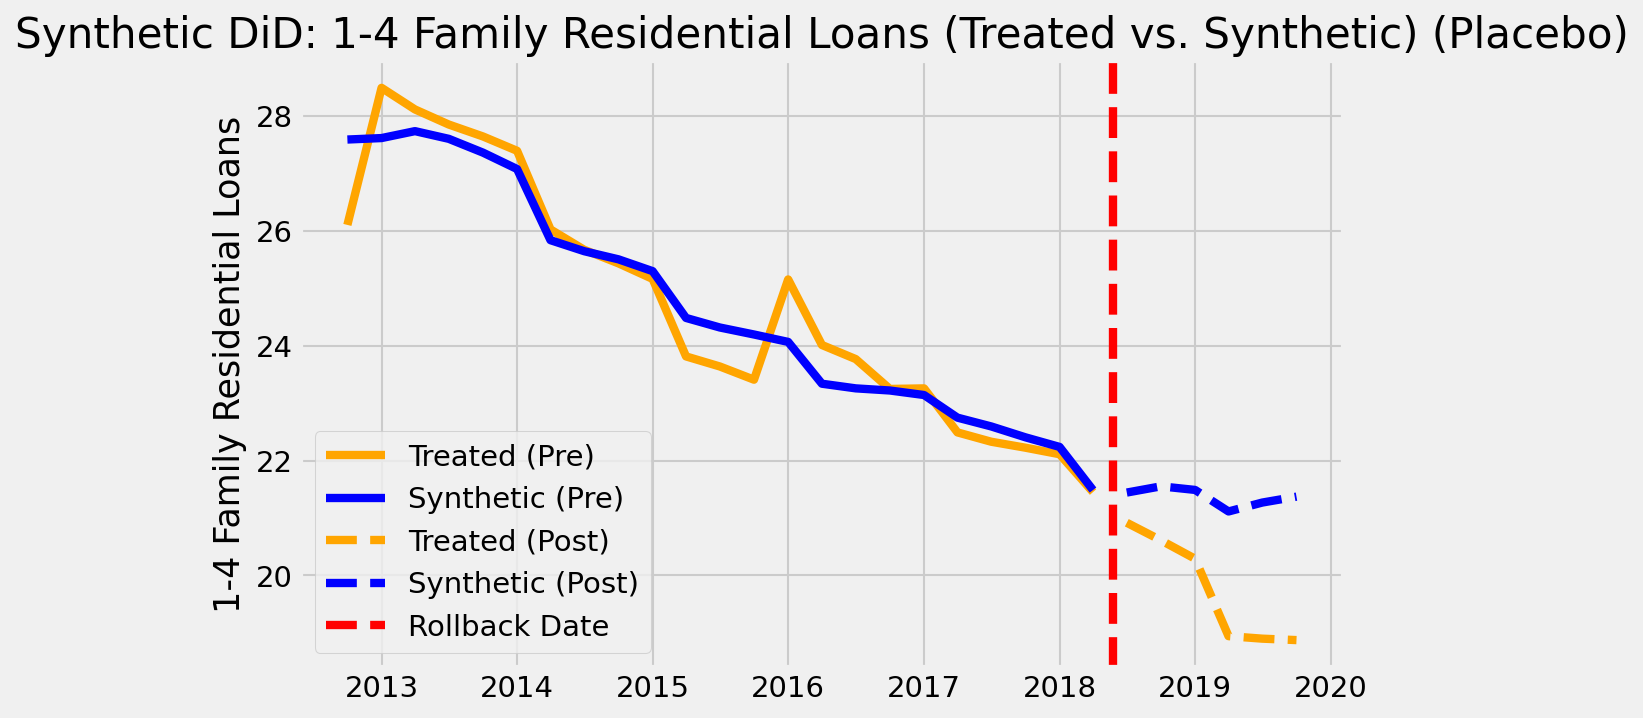 Synthetic DiD: 1-4 Family Residential Loans (Treated vs. Synthetic) (Placebo)
1-4 Family Residential Loans
28
26
24
22
20
Treated (Pre)
Synthetic (Pre)
Treated (Post)
Synthetic (Post)
Rollback Date
2013 2014 2015 2016 2017 2018 2019 2020